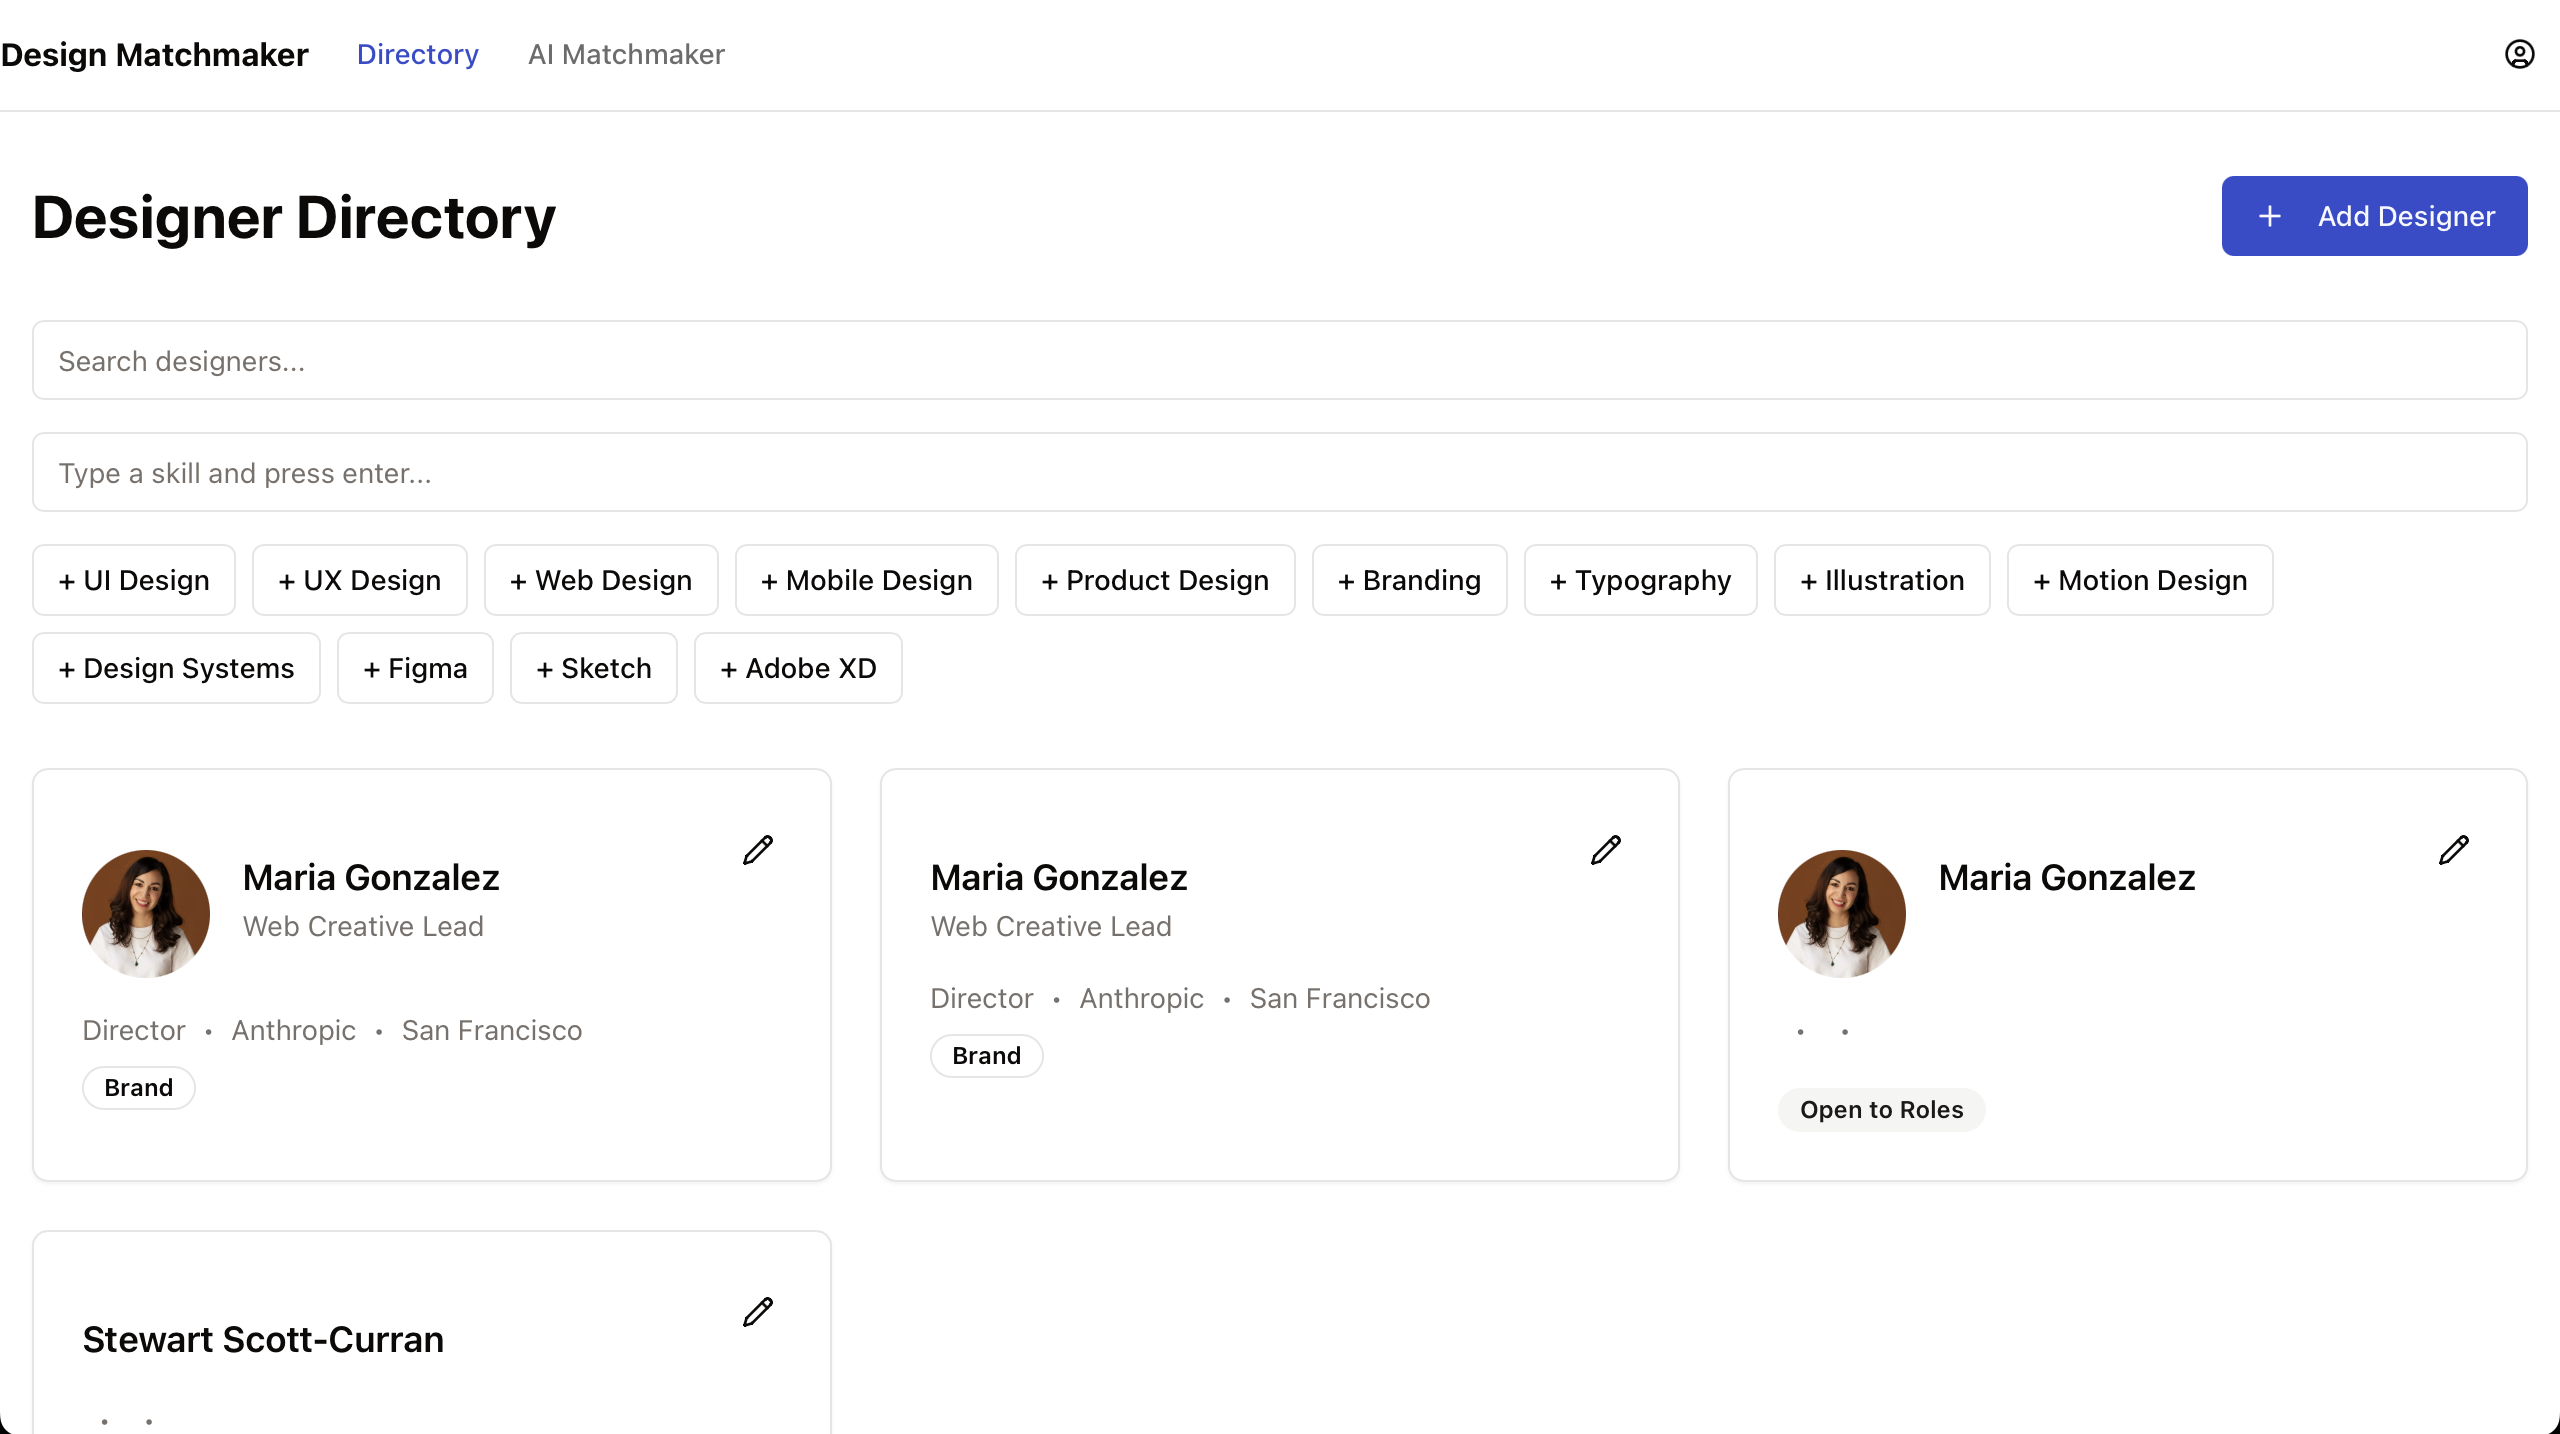 Design Matchmaker Directory AI Matchmaker
Designer Directory
+ Add Designer
Search designers...
Type a skill and press enter...
+ UI Design + UX Design + Web Design + Mobile Design + Product Design + Branding + Typography + Illustration + Motion Design
+ Design Systems + Figma + Sketch + Adobe XD
Maria Gonzalez
Web Creative Lead
Director • Anthropic • San Francisco
Brand
Maria Gonzalez
Web Creative Lead
Director • Anthropic • San Francisco
Brand
Maria Gonzalez
• •
Open to Roles
Stewart Scott-Curran
• •